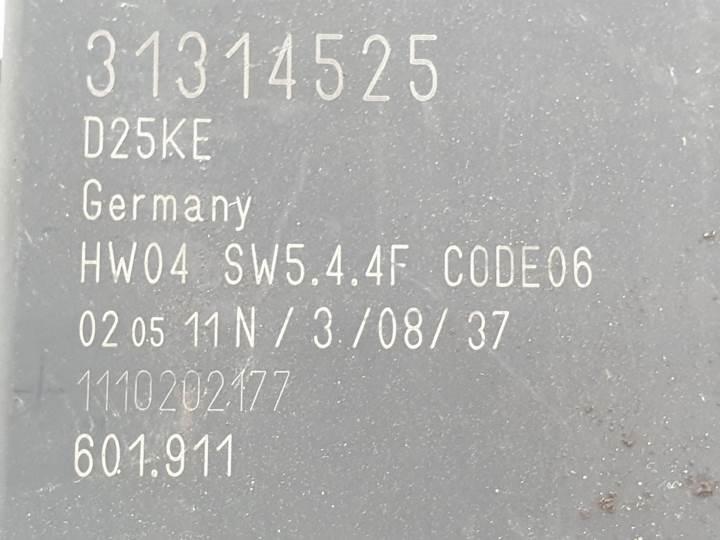 31314525
D25KE
Germany
HW04 SW5.4.4F CODE06
02 05 11 N / 3 /08/ 37
1110202177
601.911